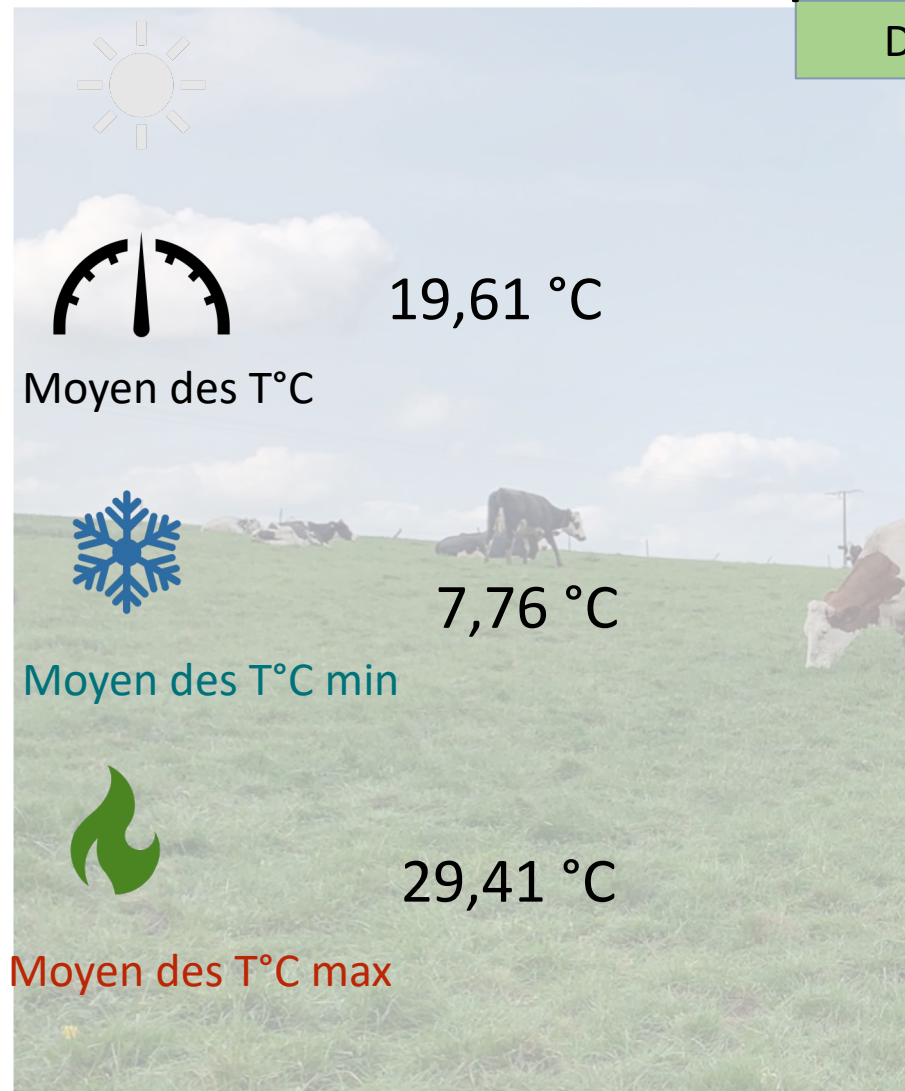 D
19,61 °C
Moyen des T°C
7,76 °C
Moyen des T°C min
29,41 °C
Moyen des T°C max